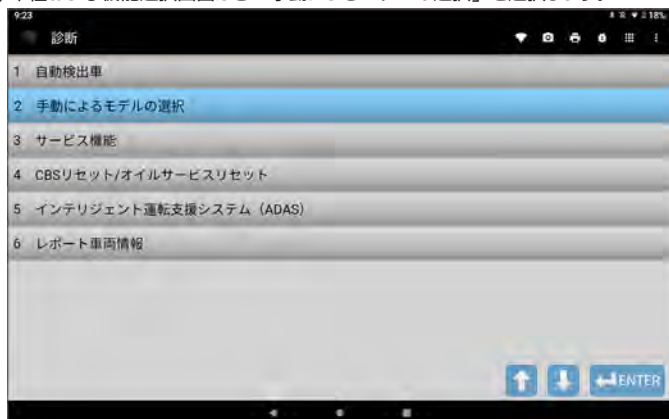 9:23
18%
診断
1 自動検出車
2 手動によるモデルの選択
3 サービス機能
4 CBSリセット/オイルサービスリセット
5 インテリジェント運転支援システム（ADAS）
6 レポート車両情報
ENTER